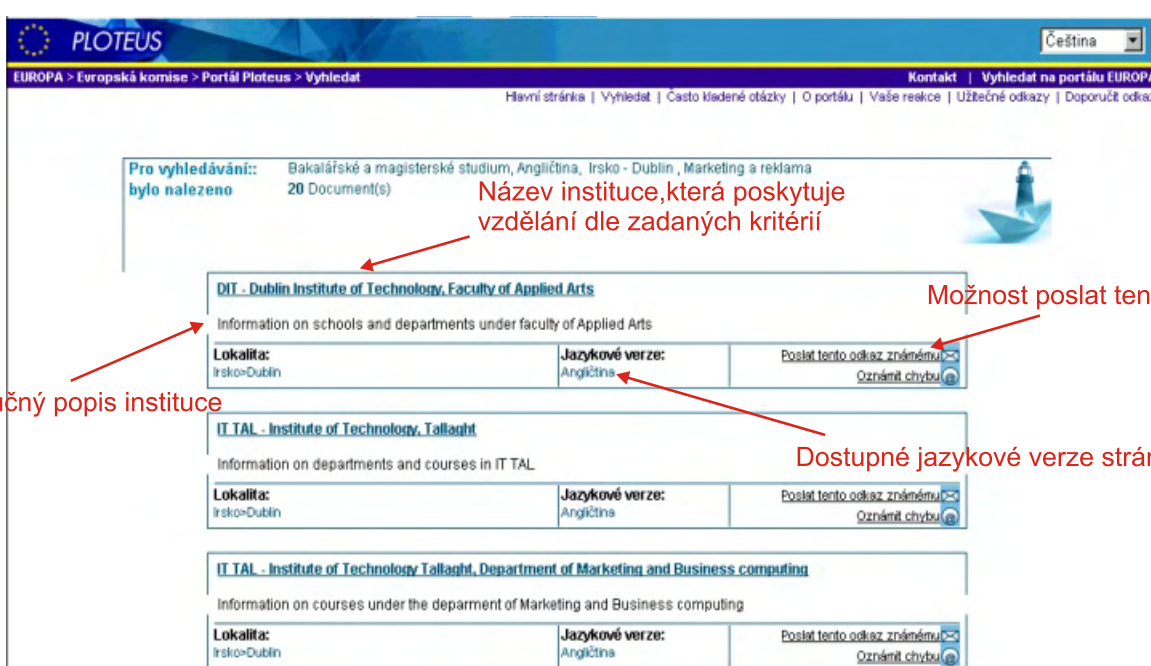 PLOTEUS
Čeština
EUROPA > Evropská komise > Portál Ploteus > Vyhledat
Kontakt | Vyhledat na portálu EUROPA
Hlavní stránka | Vyhledat | Často kladené otázky | O portálu | Vaše reakce | Užitečné odkazy | Doporučit odkaz
Pro vyhledávání:: Bakalářské a magisterské studium, Angličtina, Irsko - Dublin , Marketing a reklama
bylo nalezeno 20 Document(s)
Název instituce,která poskytuje
vzdělání dle zadaných kritérií
DIT - Dublin Institute of Technology, Faculty of Applied Arts
Možnost poslat ten
Information on schools and departments under faculty of Applied Arts
Lokalita: Jazykové verze: Poslat tento odkaz známému
Irsko>Dublin Angličtina Oznámit chybu
učný popis instituce
IT TAL - Institute of Technology, Tallaght
Dostupné jazykové verze strán
Information on departments and courses in IT TAL
Lokalita: Jazykové verze: Poslat tento odkaz známému
Irsko>Dublin Angličtina Oznámit chybu
IT TAL - Institute of Technology Tallaght, Department of Marketing and Business computing
Information on courses under the deparment of Marketing and Business computing
Lokalita: Jazykové verze: Poslat tento odkaz známému
Irsko>Dublin Angličtina Oznámit chybu